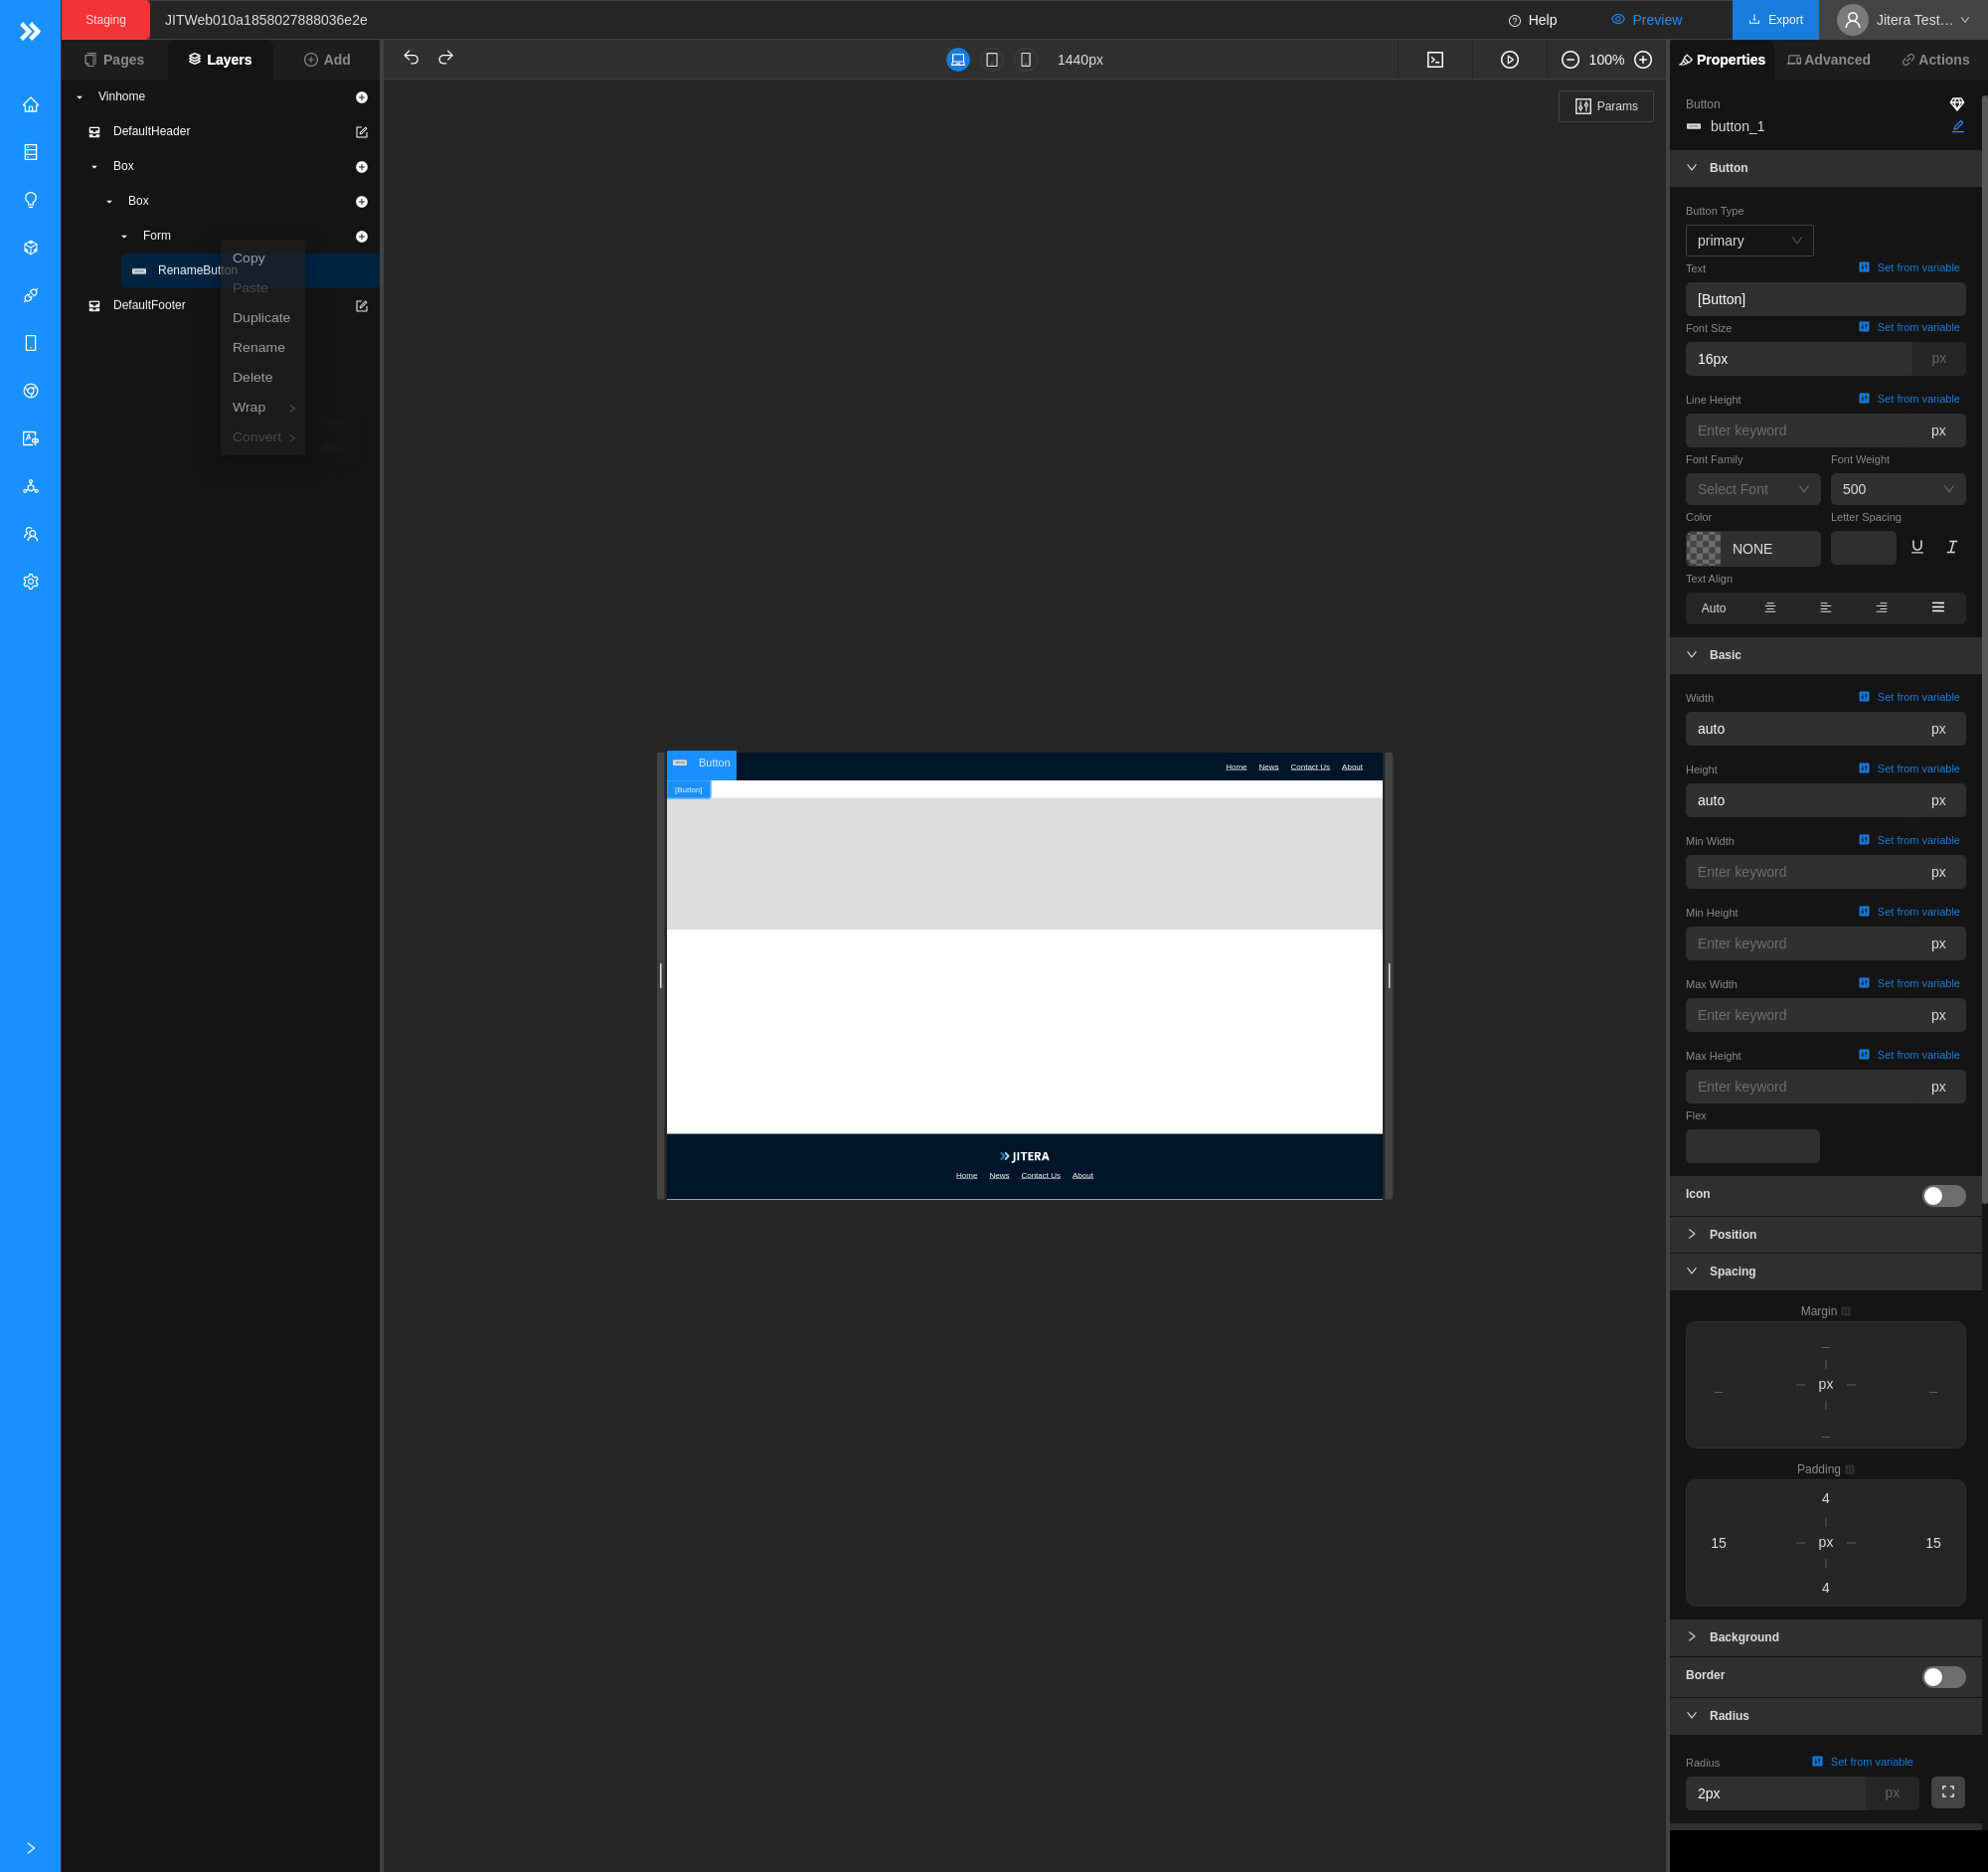 Staging
JITWeb010a1858027888036e2e
Help
Preview
Export
Jitera Test...
Pages
Layers
Add
1440px
100%
Properties
Advanced
Actions
Vinhome
DefaultHeader
Box
Box
Form
RenameButton
DefaultFooter
Copy
Paste
Duplicate
Rename
Delete
Wrap
Convert
Params
Button
[Button]
Home News Contact Us About
JITERA
Home News Contact Us About
Button
button_1
Button
Button Type
primary
Text Set from variable
[Button]
Font Size Set from variable
16px px
Line Height Set from variable
Enter keyword px
Font Family Font Weight
Select Font 500
Color Letter Spacing
NONE
Text Align
Auto
Basic
Width Set from variable
auto px
Height Set from variable
auto px
Min Width Set from variable
Enter keyword px
Min Height Set from variable
Enter keyword px
Max Width Set from variable
Enter keyword px
Max Height Set from variable
Enter keyword px
Flex
Icon
Position
Spacing
Margin
px
Padding
4
15 px 15
4
Background
Border
Radius
Radius Set from variable
2px px